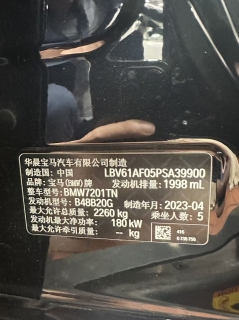 华晨宝马汽车有限公司制造
制造国：中国 LBV61AF05PSA39900
品牌：宝马(BMW)牌 发动机排量：1998 mL
整车型号：BMW7201TN
发动机型号：B48B20G 制造年月：2023-04
最大允许总质量：2260 kg 乘坐人数：5
发动机最大净功率：180 kW
最大允许牵引质量：-- kg